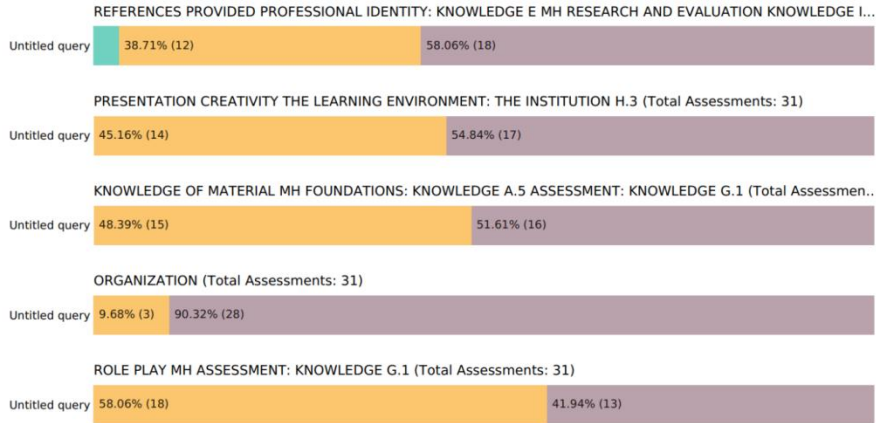 REFERENCES PROVIDED PROFESSIONAL IDENTITY: KNOWLEDGE E MH RESEARCH AND EVALUATION KNOWLEDGE I...
Untitled query 38.71% (12) 58.06% (18)
PRESENTATION CREATIVITY THE LEARNING ENVIRONMENT: THE INSTITUTION H.3 (Total Assessments: 31)
Untitled query 45.16% (14) 54.84% (17)
KNOWLEDGE OF MATERIAL MH FOUNDATIONS: KNOWLEDGE A.5 ASSESSMENT: KNOWLEDGE G.1 (Total Assessmen..
Untitled query 48.39% (15) 51.61% (16)
ORGANIZATION (Total Assessments: 31)
Untitled query 9.68% (3) 90.32% (28)
ROLE PLAY MH ASSESSMENT: KNOWLEDGE G.1 (Total Assessments: 31)
Untitled query 58.06% (18) 41.94% (13)